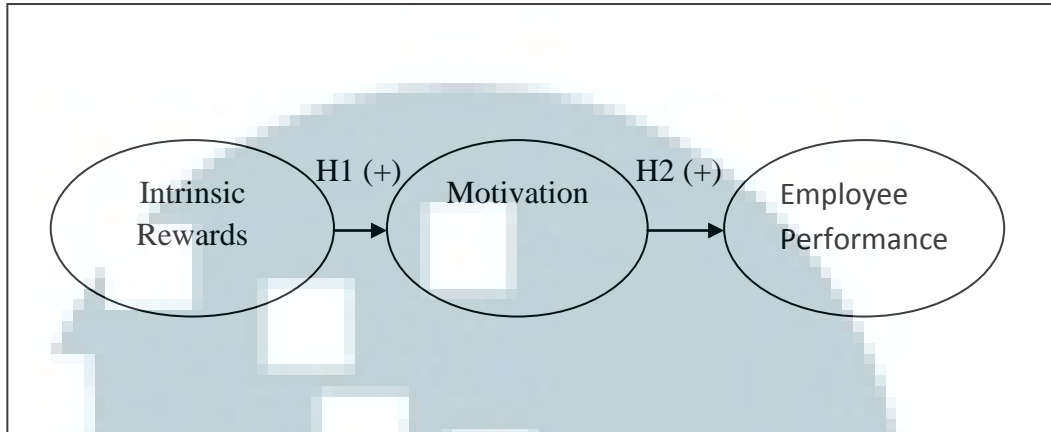 Intrinsic
Rewards
H1 (+)
Motivation
H2 (+)
Employee
Performance